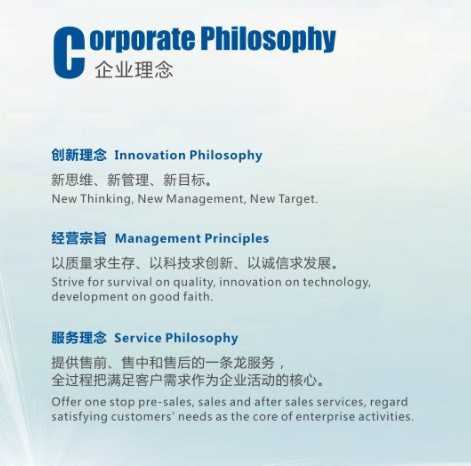 Corporate Philosophy
企业理念
创新理念 Innovation Philosophy
新思维、新管理、新目标。
New Thinking, New Management, New Target.
经营宗旨 Management Principles
以质量求生存、以科技求创新、以诚信求发展。
Strive for survival on quality, innovation on technology,
development on good faith.
服务理念 Service Philosophy
提供售前、售中和售后的一条龙服务，
全过程把满足客户需求作为企业活动的核心。
Offer one stop pre-sales, sales and after sales services, regard
satisfying customers' needs as the core of enterprise activities.